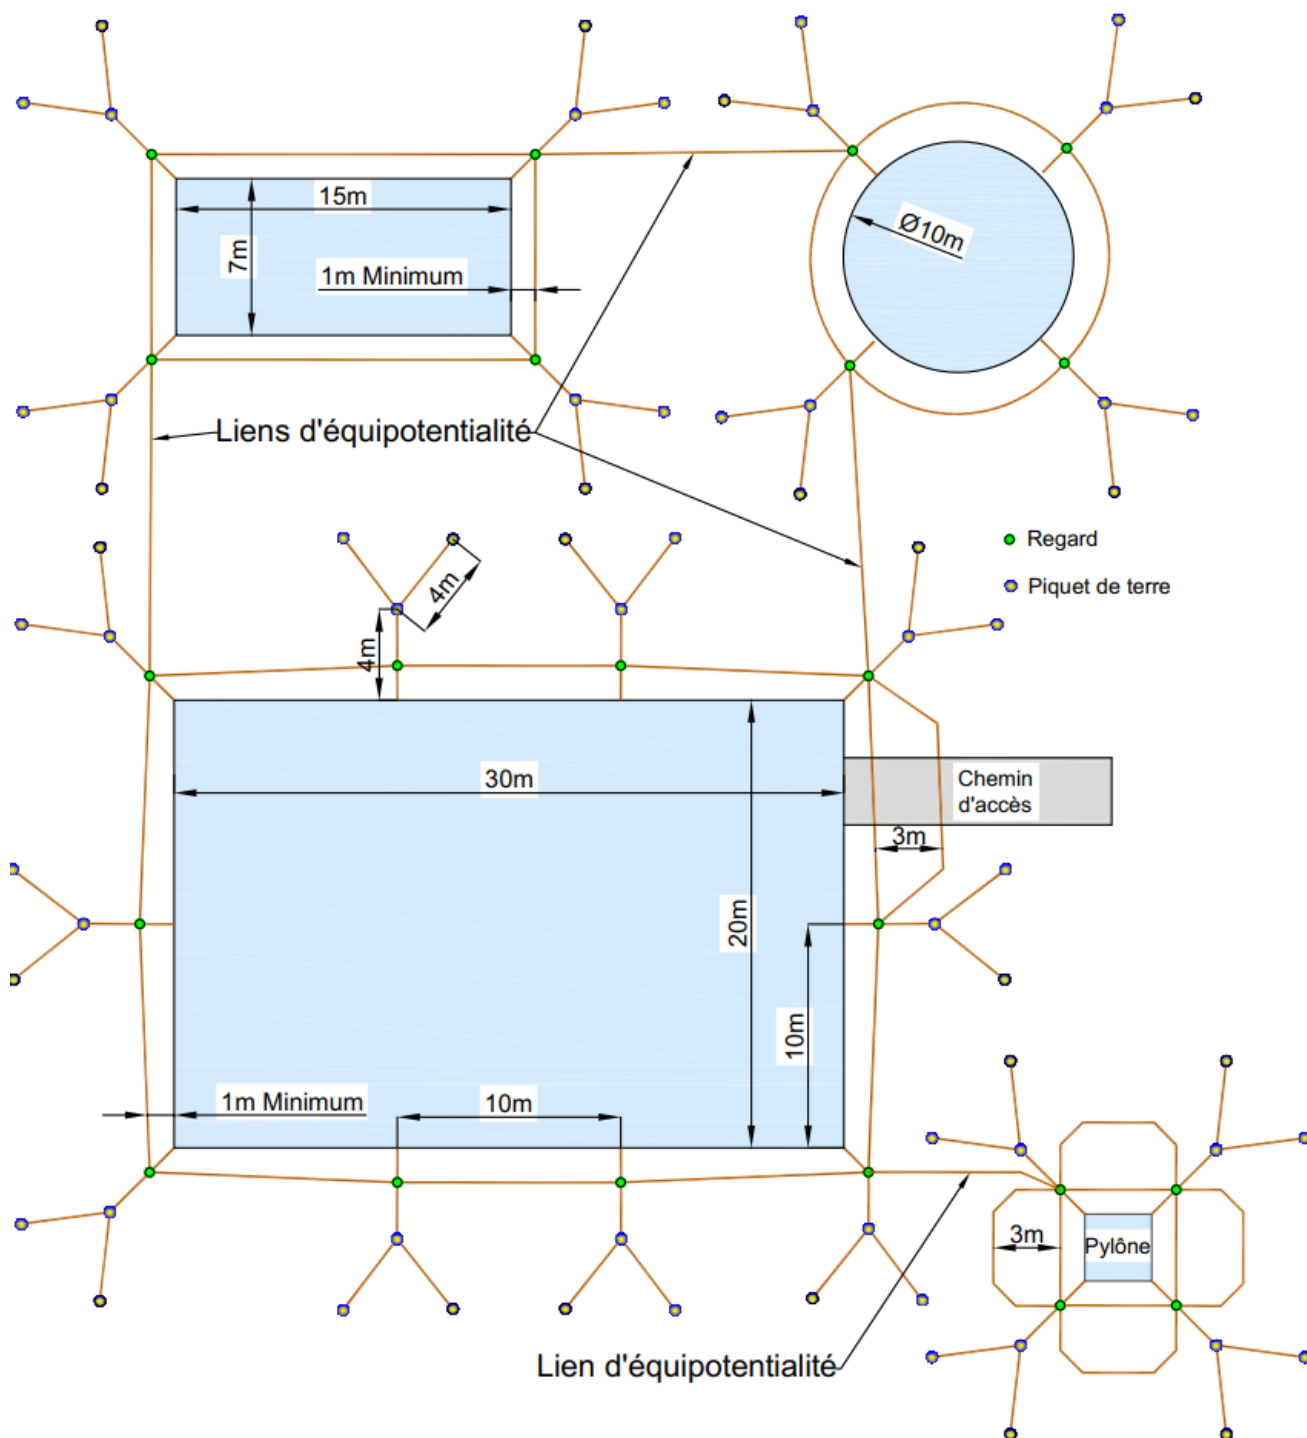 15m
7m
1m Minimum
Ø10m
Liens d'équipotentialité
Regard
Piquet de terre
4m
4m
30m
Chemin
d'accès
3m
20m
10m
1m Minimum
10m
3m
Pylône
Lien d'équipotentialité